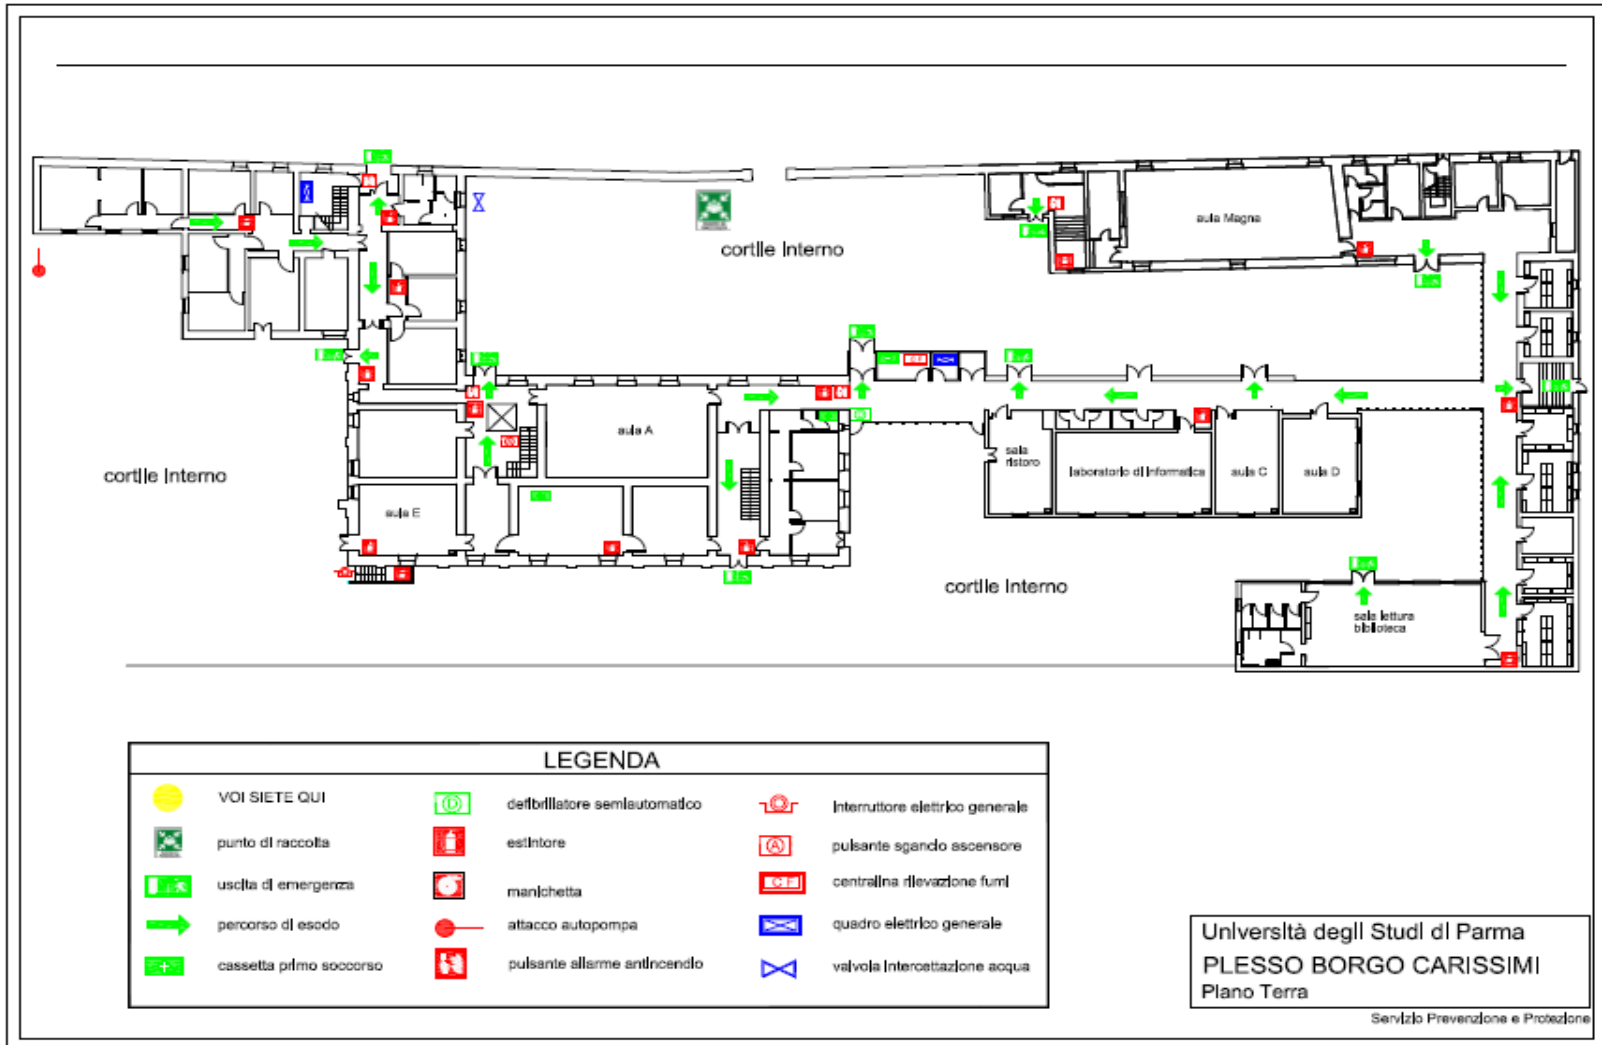 aula Magna
cortile Interno
aula A
sala
ristoro
laboratorio di Informatica
aula C
aula D
cortile Interno
aula E
cortile Interno
sala lettura
biblioteca
LEGENDA
VOI SIETE QUI
defibrillatore semiautomatico
Interruttore elettrico generale
punto di raccolta
estintore
pulsante sgancio ascensore
uscita di emergenza
manichetta
centralina rilevazione fumi
percorso di esodo
attacco autopompa
quadro elettrico generale
cassetta primo soccorso
pulsante allarme antincendio
valvola Intercettazione acqua
D
A
C F
Università degli Studi di Parma
PLESSO BORGO CARISSIMI
Piano Terra
Servizio Prevenzione e Protezione